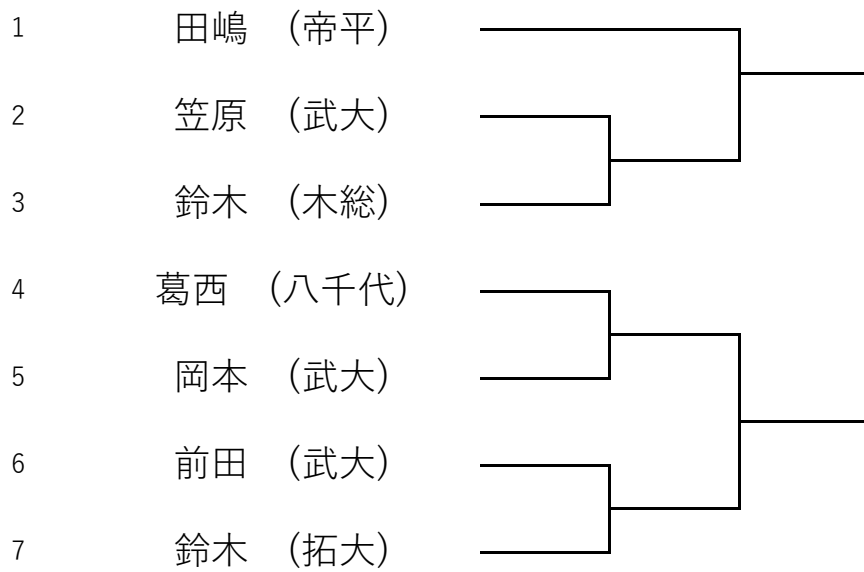 1 田嶋 (帝平)
2 笠原 (武大)
3 鈴木 (木総)
4 葛西 (八千代)
5 岡本 (武大)
6 前田 (武大)
7 鈴木 (拓大)